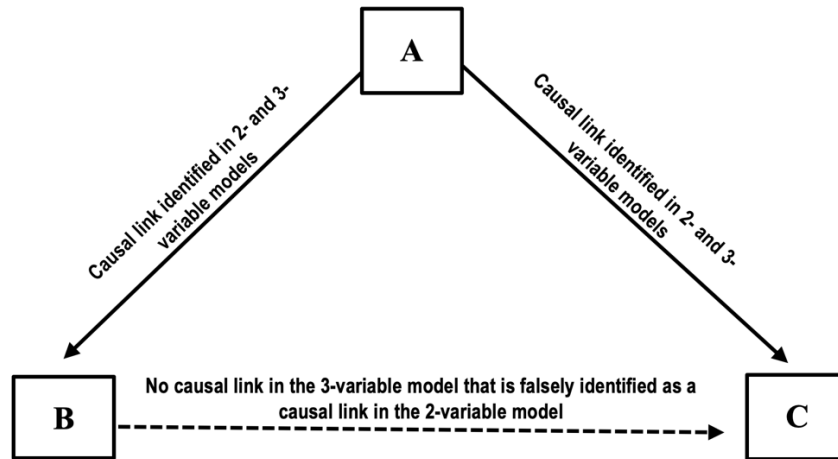 A
Causal link identified in 2- and 3-
variable models
Causal link identified in 2- and 3-
variable models
No causal link in the 3-variable model that is falsely identified as a
causal link in the 2-variable model
B
C